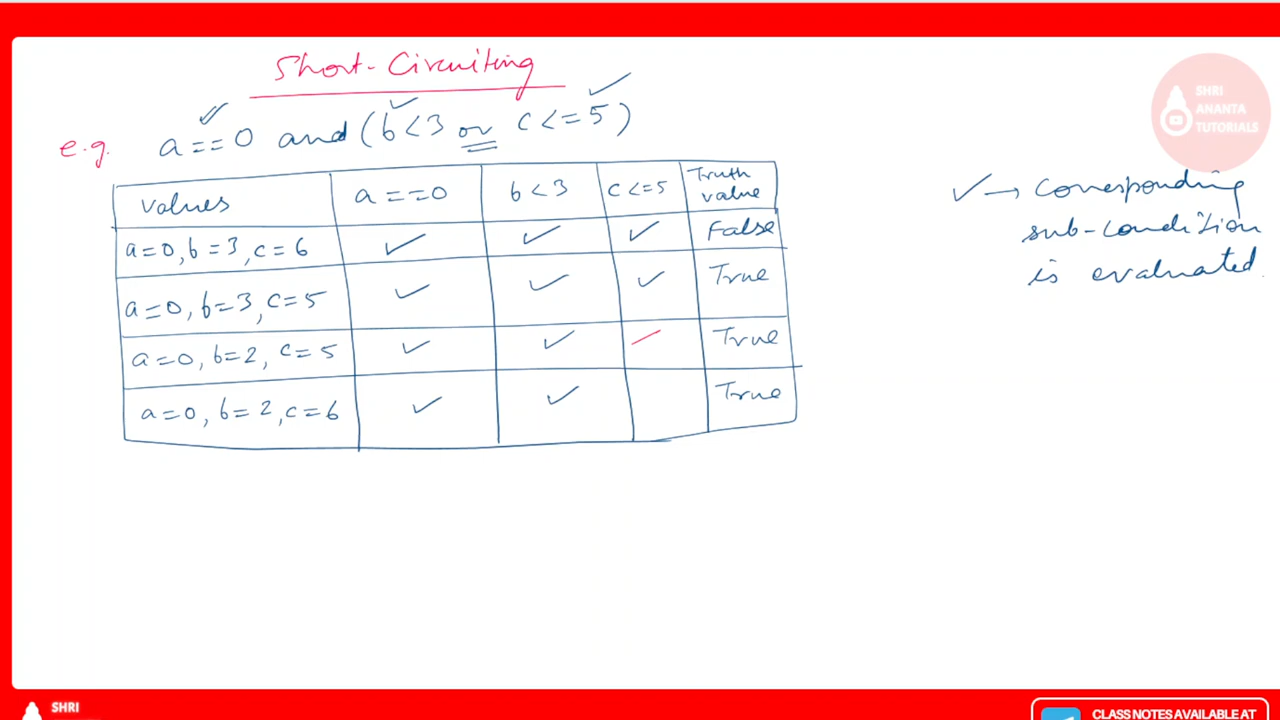 Short-Circuiting
e.g. a==0 and (b<3 or c<=5)
values a==0 b<3 c<=5 Truth value
a=0, b=3, c=6 ✓ ✓ ✓ False
a=0, b=3, c=5 ✓ ✓ ✓ True
a=0, b=2, c=5 ✓ ✓ True
a=0, b=2, c=6 ✓ ✓ True
✓ → Corresponding
sub-condition
is evaluated.
SHRI
ANANTA
TUTORIALS
SHRI
CLASS NOTES AVAILABLE AT